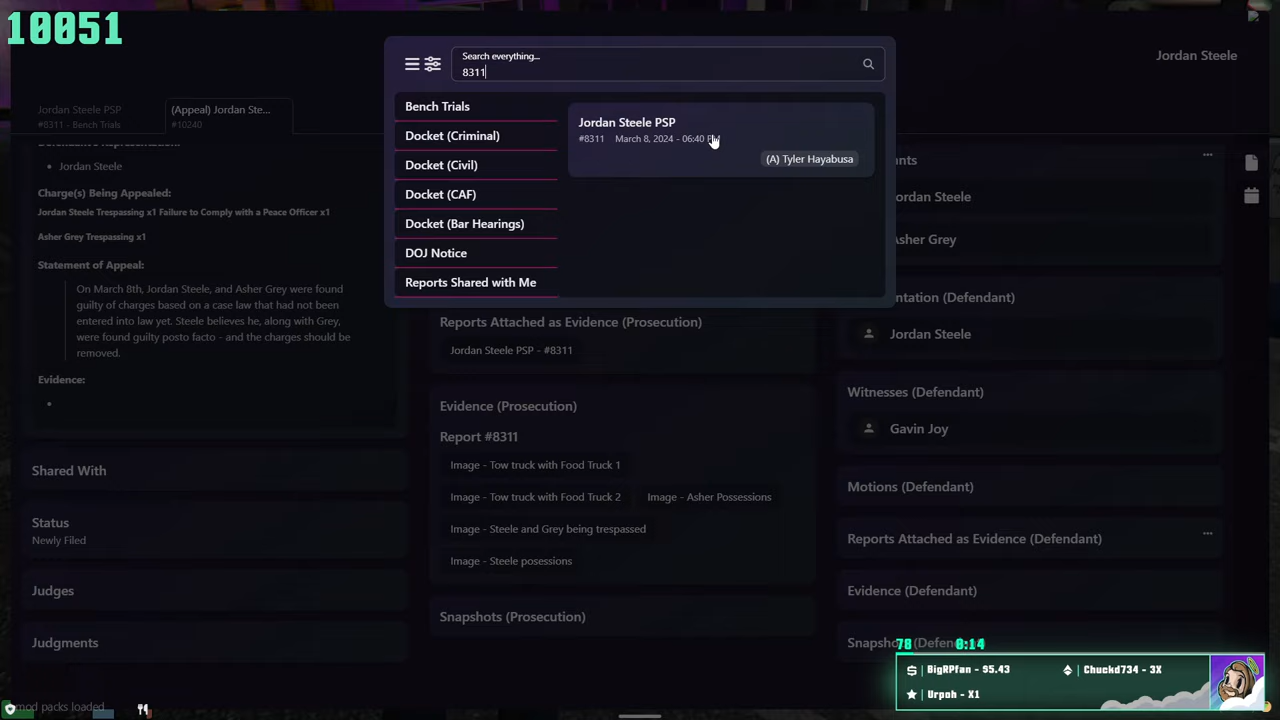 10051
Search everything...
8311
Jordan Steele
Jordan Steele PSP
#8311 - Bench Trials
(Appeal) Jordan Ste...
#10240
Bench Trials
Docket (Criminal)
Docket (Civil)
Docket (CAF)
Docket (Bar Hearings)
DOJ Notice
Reports Shared with Me
Jordan Steele PSP
#8311 March 8, 2024 - 06:40
(A) Tyler Hayabusa
Jordan Steele
Charge(s) Being Appealed:
Jordan Steele Trespassing x1 Failure to Comply with a Peace Officer x1
Asher Grey Trespassing x1
Statement of Appeal:
On March 8th, Jordan Steele, and Asher Grey were found
guilty of charges based on a case law that had not been
entered into law yet. Steele believes he, along with Grey,
were found guilty posto facto - and the charges should be
removed.
Evidence:
Shared With
Status
Newly Filed
Judges
Judgments
Reports Attached as Evidence (Prosecution)
Jordan Steele PSP - #8311
Evidence (Prosecution)
Report #8311
Image - Tow truck with Food Truck 1
Image - Tow truck with Food Truck 2 Image - Asher Possessions
Image - Steele and Grey being trespassed
Image - Steele posessions
Snapshots (Prosecution)
ants
Jordan Steele
sher Grey
ntation (Defendant)
Jordan Steele
Witnesses (Defendant)
Gavin Joy
Motions (Defendant)
Reports Attached as Evidence (Defendant)
Evidence (Defendant)
Snapsho (Defen
78 0:14
BigRPfan - $5.43 Chuckd734 - 3X
Urpoh - X1
mod packs loaded